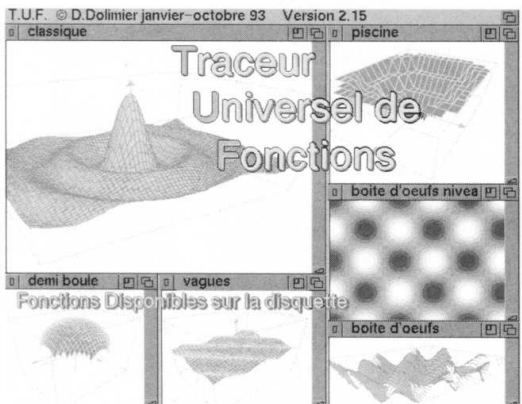 T.U.F. © D.Dolimier janvier-octobre 93 Version 2.15
classique
piscine
Traceur
Universel de
Fonctions
boite d'oeufs nivea
demi boule
vagues
Fonctions Disponibles sur la disquette
boite d'oeufs